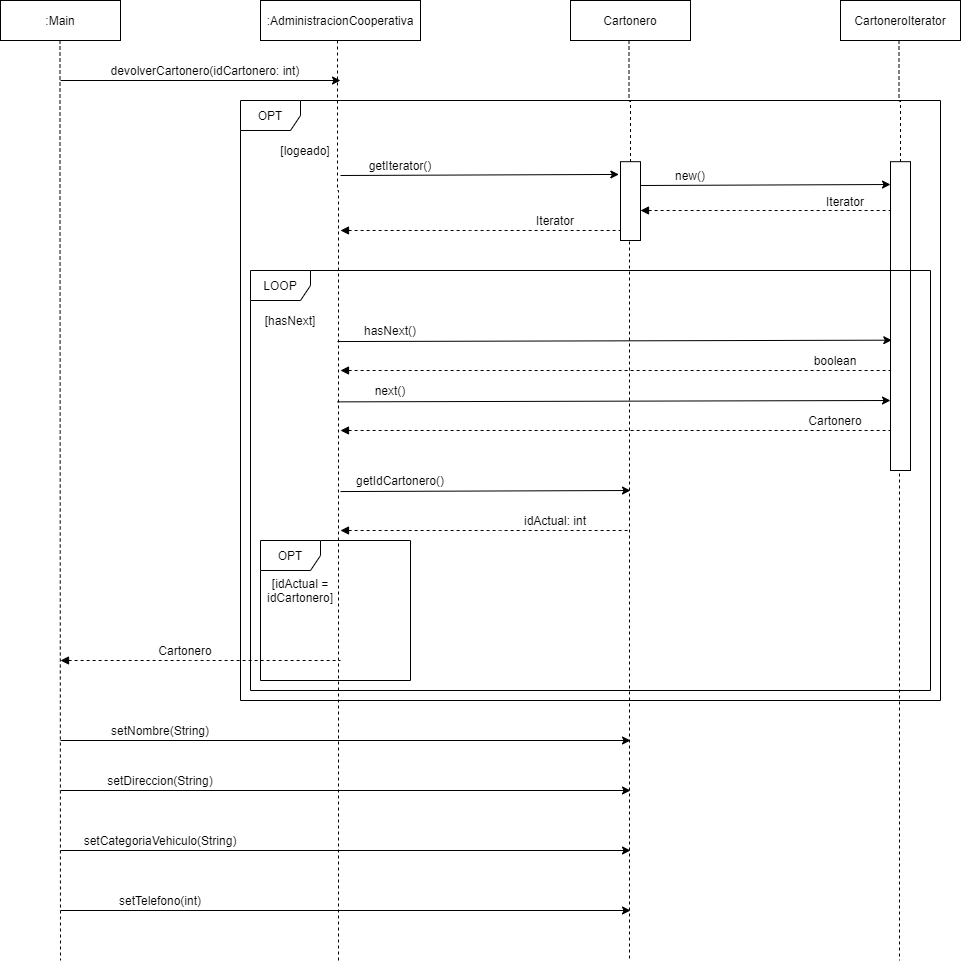 :Main
:AdministracionCooperativa
Cartonero
CartoneroIterator
devolverCartonero(idCartonero: int)
OPT
[logeado]
getIterator()
new()
Iterator
Iterator
LOOP
[hasNext]
hasNext()
boolean
next()
Cartonero
getIdCartonero()
idActual: int
OPT
[idActual =
idCartonero]
Cartonero
setNombre(String)
setDireccion(String)
setCategoriaVehiculo(String)
setTelefono(int)